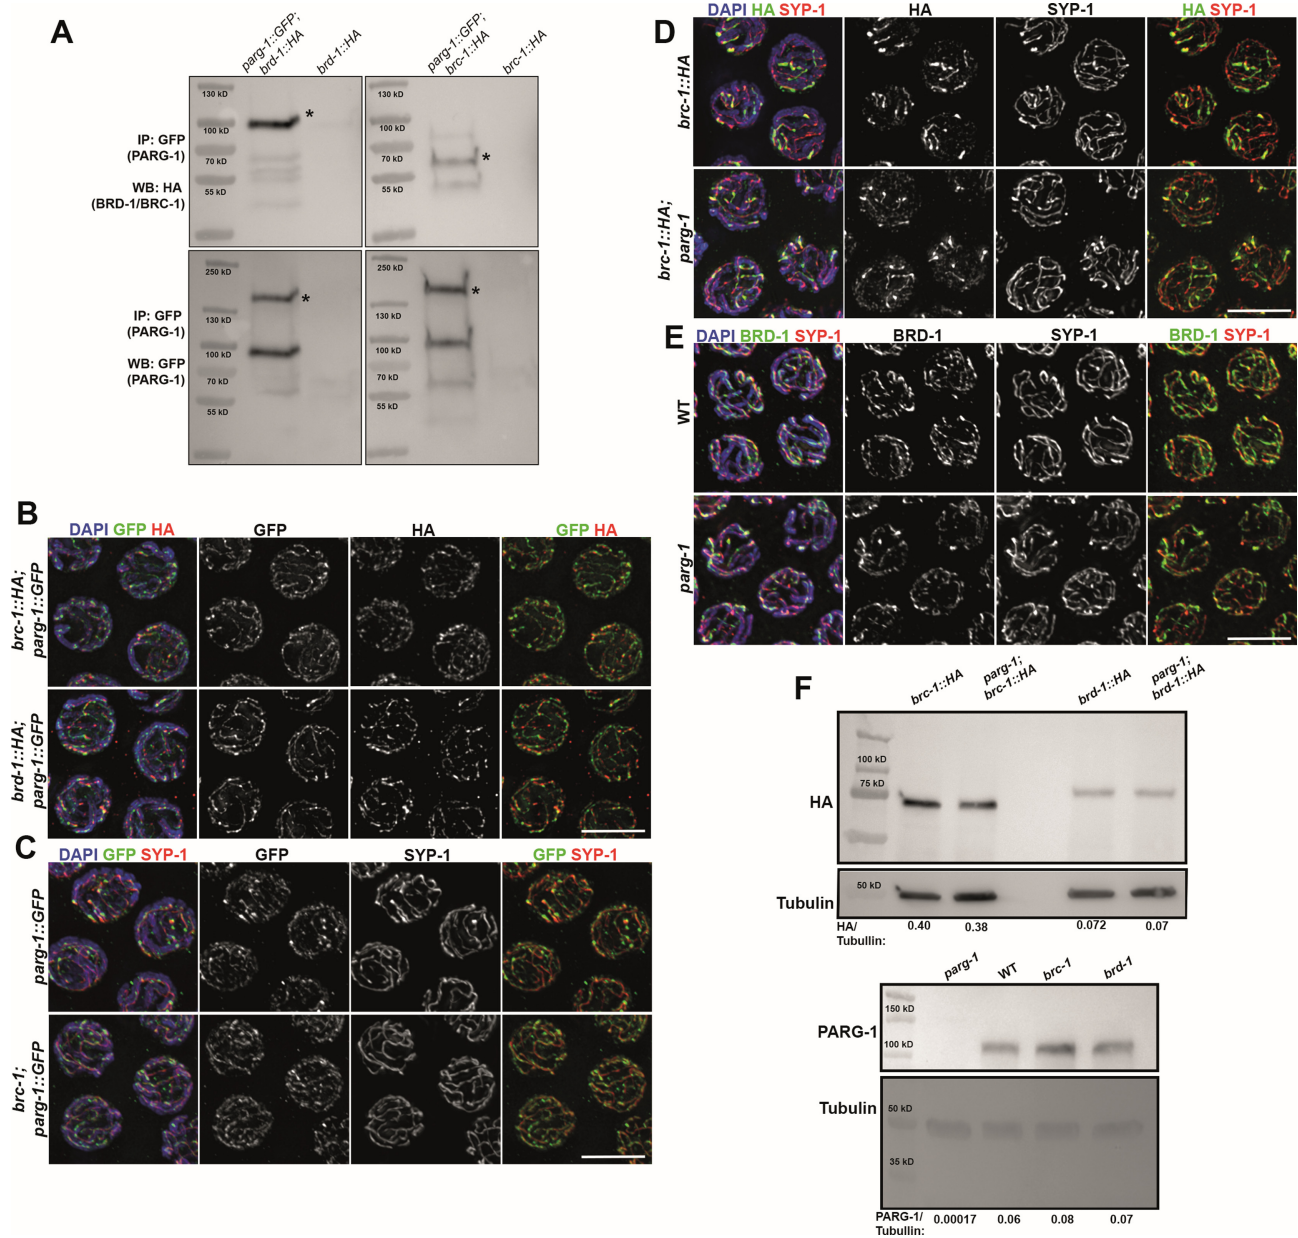 A
parg-1::GFP;
brd-1::HA
brd-1::HA
parg-1::GFP;
brc-1::HA
brc-1::HA
IP: GFP
(PARG-1)
WB: HA
(BRD-1/BRC-1)
130 kD
100 kD
70 kD
55 kD
*
130 kD
100 kD
70 kD
55 kD
*
IP: GFP
(PARG-1)
WB: GFP
(PARG-1)
250 kD
130 kD
100 kD
70 kD
55 kD
*
250 kD
130 kD
100 kD
70 kD
55 kD
*
B
DAPI GFP HA
GFP
HA
GFP HA
brc-1::HA;
parg-1::GFP
brd-1::HA;
parg-1::GFP
C
DAPI GFP SYP-1
GFP
SYP-1
GFP SYP-1
parg-1::GFP
brc-1;
parg-1::GFP
D
DAPI HA SYP-1
HA
SYP-1
HA SYP-1
brc-1::HA
brc-1::HA;
parg-1
E
DAPI BRD-1 SYP-1
BRD-1
SYP-1
BRD-1 SYP-1
WT
parg-1
F
brc-1::HA
parg-1;
brc-1::HA
brd-1::HA
parg-1;
brd-1::HA
HA
100 kD
75 kD
Tubulin
50 kD
HA/
Tubullin:
0.40 0.38 0.072 0.07
parg-1
WT
brc-1
brd-1
PARG-1
150 kD
100 kD
Tubulin
50 kD
35 kD
PARG-1/
Tubullin:
0.00017 0.06 0.08 0.07